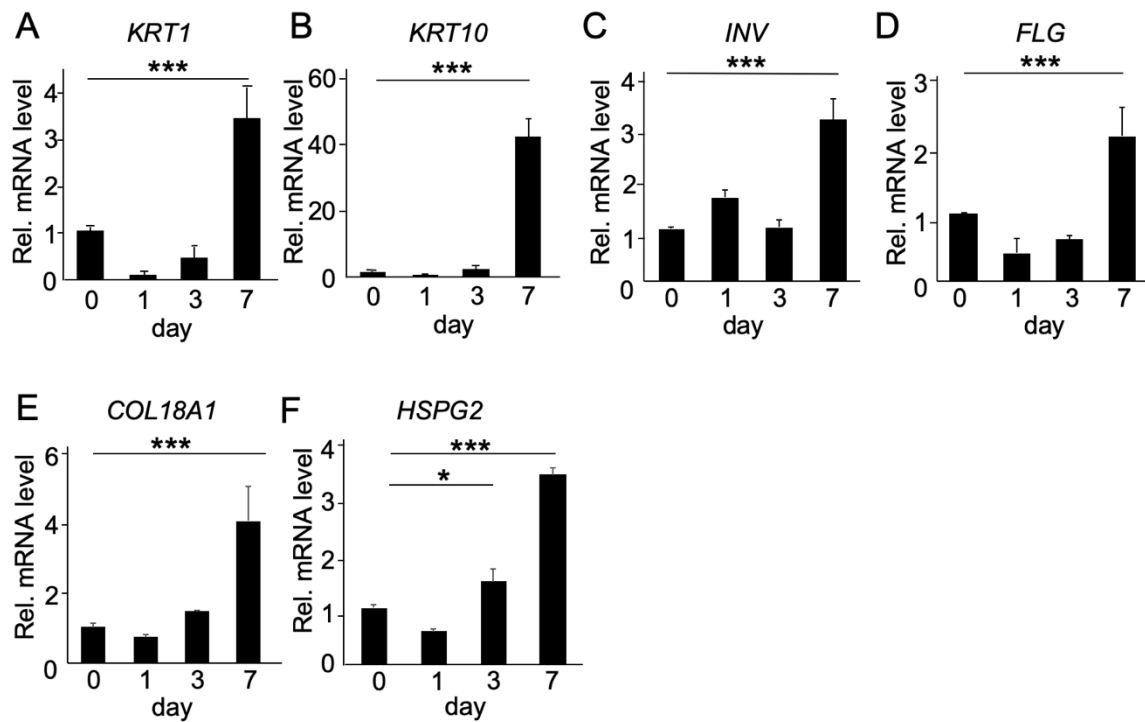 A KRT1
***
Rel. mRNA level
4
3
2
1
0
0 1 3 7
day
B KRT10
***
Rel. mRNA level
60
40
20
0
0 1 3 7
day
C INV
***
Rel. mRNA level
4
3
2
1
0
0 1 3 7
day
D FLG
***
Rel. mRNA level
3
2
1
0
0 1 3 7
day
E COL18A1
***
Rel. mRNA level
6
4
2
0
0 1 3 7
day
F HSPG2
***
*
Rel. mRNA level
4
3
2
1
0
0 1 3 7
day